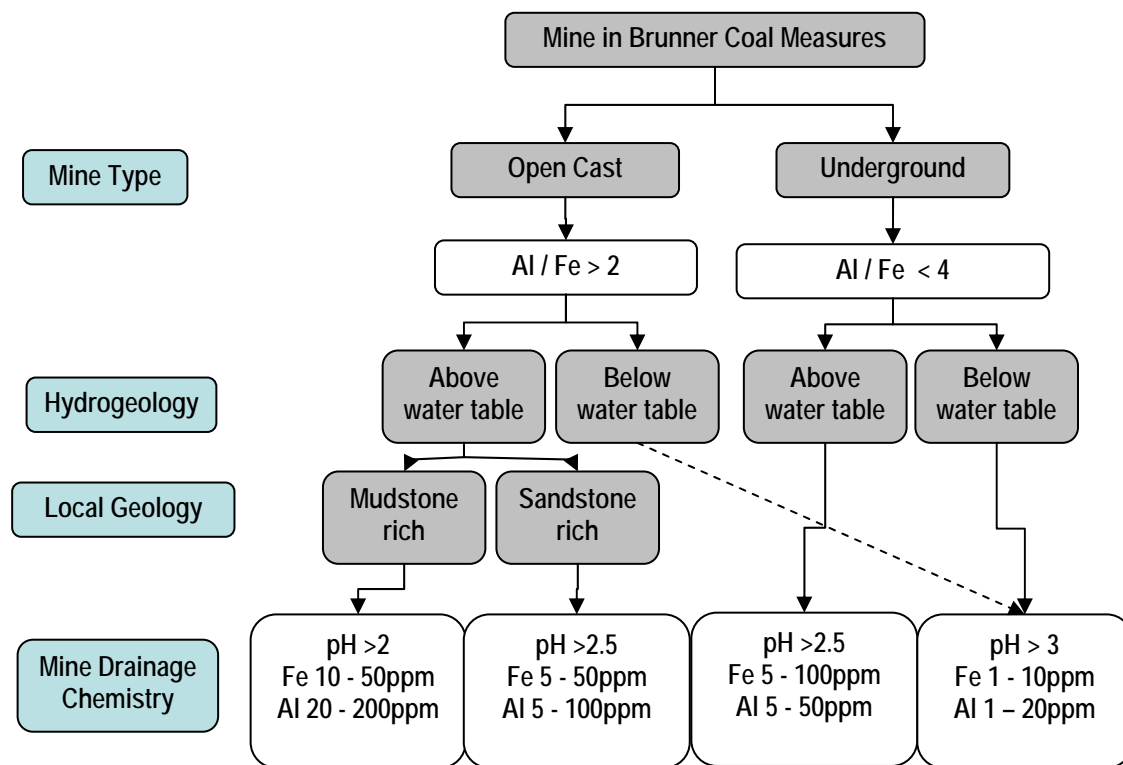 Mine in Brunner Coal Measures
Mine Type
Open Cast
Underground
Al / Fe > 2
Al / Fe < 4
Hydrogeology
Above
water table
Below
water table
Above
water table
Below
water table
Local Geology
Mudstone
rich
Sandstone
rich
Mine Drainage
Chemistry
pH >2
Fe 10 - 50ppm
Al 20 - 200ppm
pH >2.5
Fe 5 - 50ppm
Al 5 - 100ppm
pH >2.5
Fe 5 - 100ppm
Al 5 - 50ppm
pH > 3
Fe 1 - 10ppm
Al 1 – 20ppm